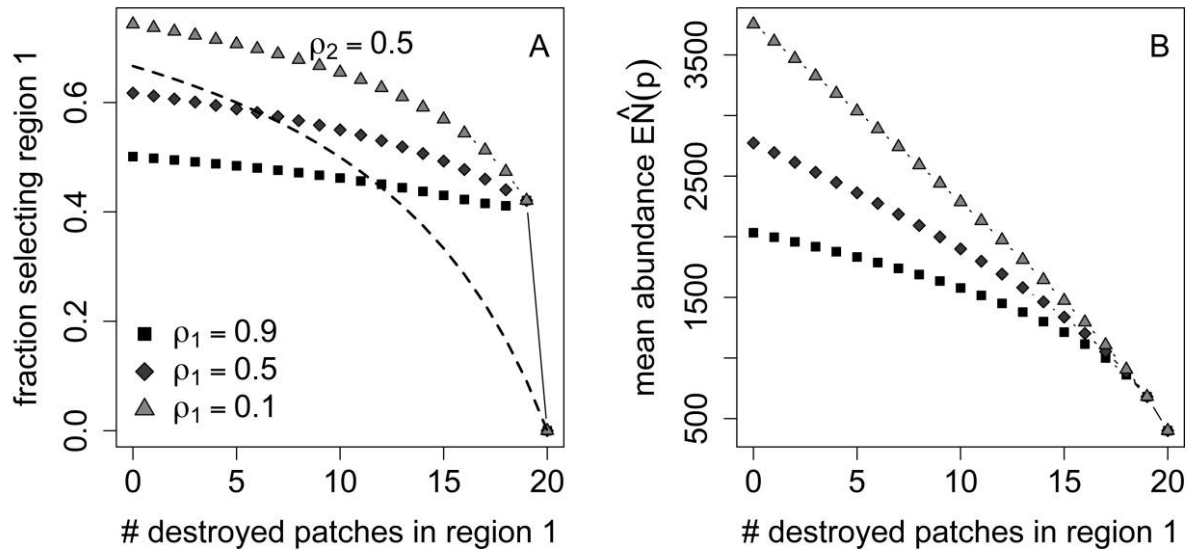 A
ρ2 = 0.5
fraction selecting region 1
0.6
0.4
0.2
0.0
ρ1 = 0.9
ρ1 = 0.5
ρ1 = 0.1
0 5 10 15 20
# destroyed patches in region 1
B
mean abundance EN̂(p)
3500
2500
1500
500
0 5 10 15 20
# destroyed patches in region 1